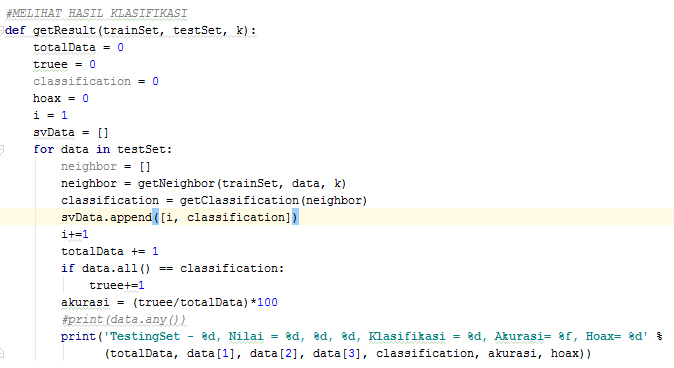 #MELIHAT HASIL KLASIFIKASI
def getResult(trainSet, testSet, k):
    totalData = 0
    truee = 0
    classification = 0
    hoax = 0
    i = 1
    svData = []
    for data in testSet:
        neighbor = []
        neighbor = getNeighbor(trainSet, data, k)
        classification = getClassification(neighbor)
        svData.append([i, classification])
        i+=1
        totalData += 1
        if data.all() == classification:
            truee+=1
        akurasi = (truee/totalData)*100
        #print(data.any())
        print('TestingSet - %d, Nilai = %d, %d, %d, Klasifikasi = %d, Akurasi= %f, Hoax= %d' %
              (totalData, data[1], data[2], data[3], classification, akurasi, hoax))